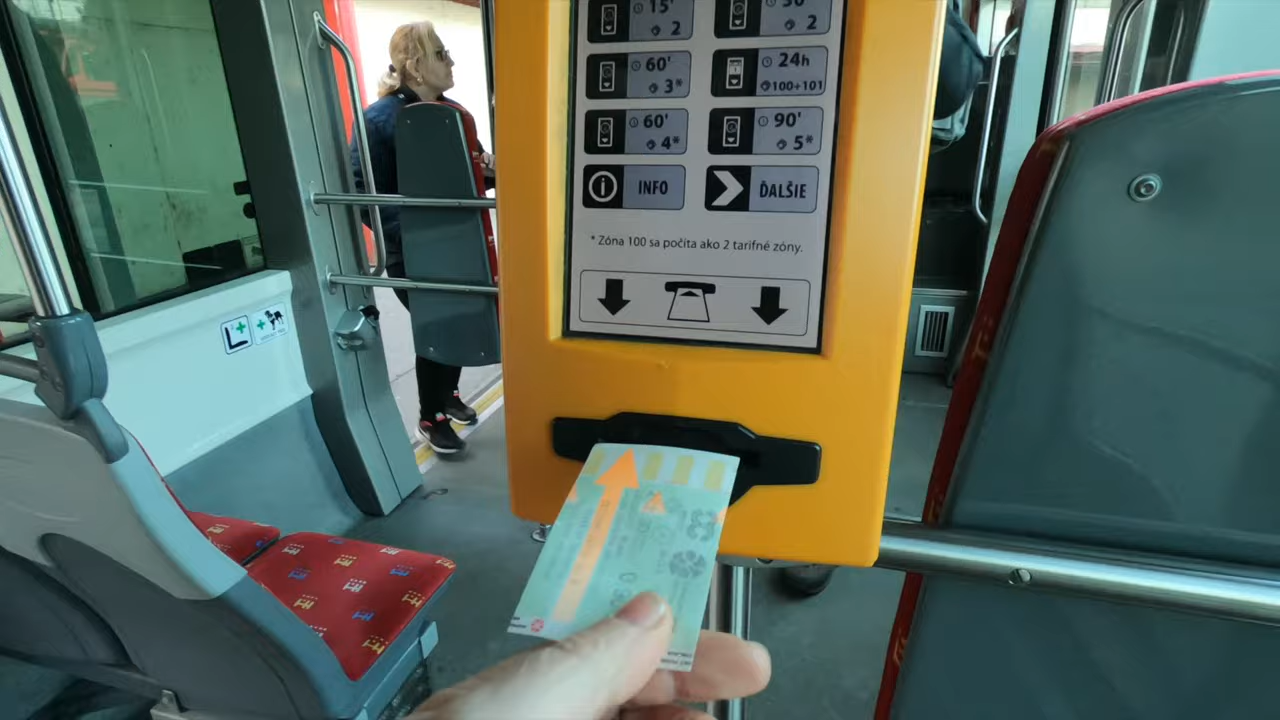 15'
2
30'
2
60'
3*
24h
100+101
60'
4*
90'
5*
INFO
ĎALŠIE
* Zóna 100 sa počíta ako 2 tarifné zóny.